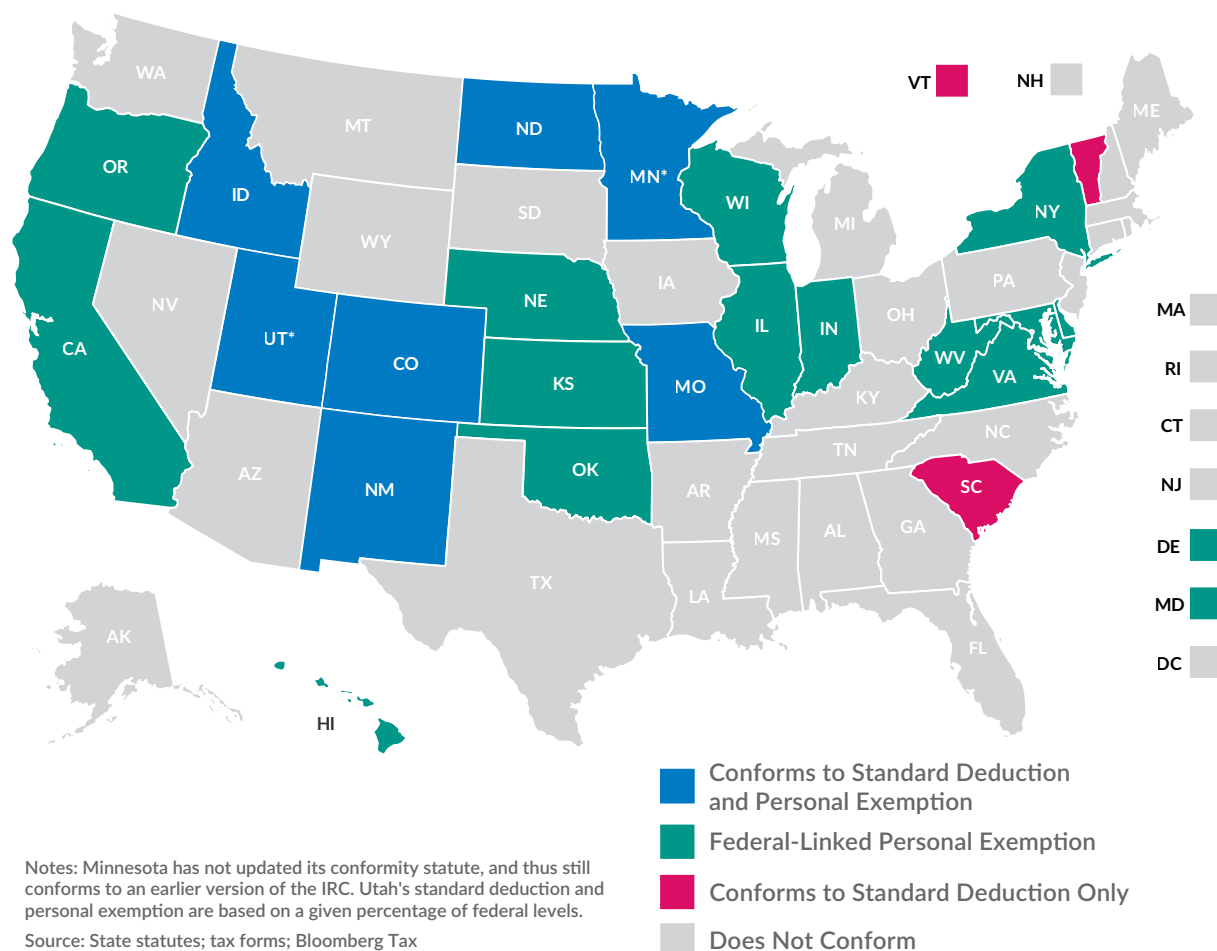 VT
NH
WA
MT
ND
MN*
ME
OR
ID
SD
WI
NY
WY
MI
IA
PA
NE
NV
UT*
CO
IL
IN
OH
MA
CA
WV
RI
KS
MO
VA
KY
CT
NC
TN
AZ
NM
OK
AR
SC
NJ
MS
AL
GA
DE
TX
LA
MD
AK
FL
DC
HI
Conforms to Standard Deduction
and Personal Exemption
Federal-Linked Personal Exemption
Conforms to Standard Deduction Only
Does Not Conform
Notes: Minnesota has not updated its conformity statute, and thus still
conforms to an earlier version of the IRC. Utah's standard deduction and
personal exemption are based on a given percentage of federal levels.
Source: State statutes; tax forms; Bloomberg Tax